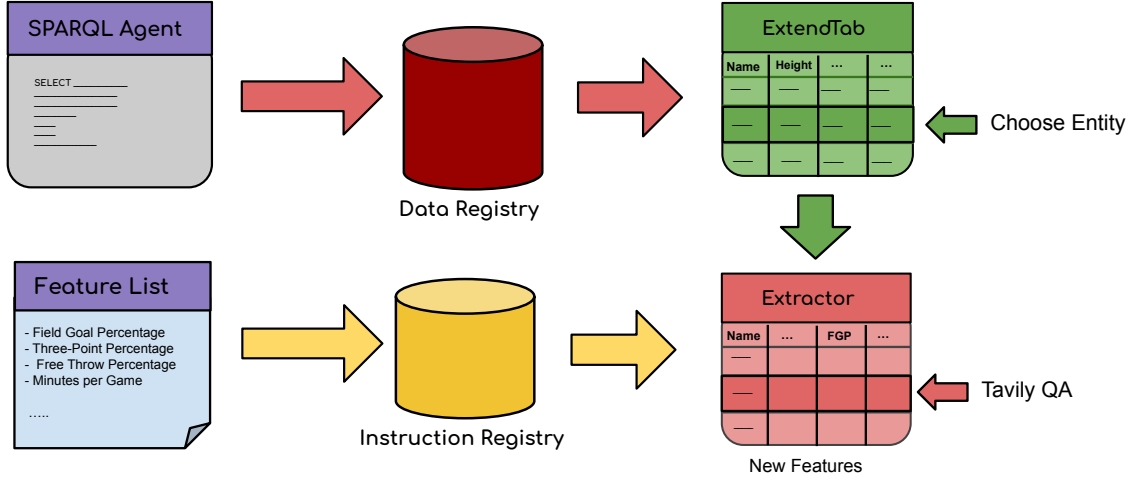 SPARQL Agent
SELECT
Data Registry
ExtendTab
Name Height ... ...
Choose Entity
Feature List
- Field Goal Percentage
- Three-Point Percentage
- Free Throw Percentage
- Minutes per Game
.....
Instruction Registry
Extractor
Name ... FGP ...
Tavily QA
New Features